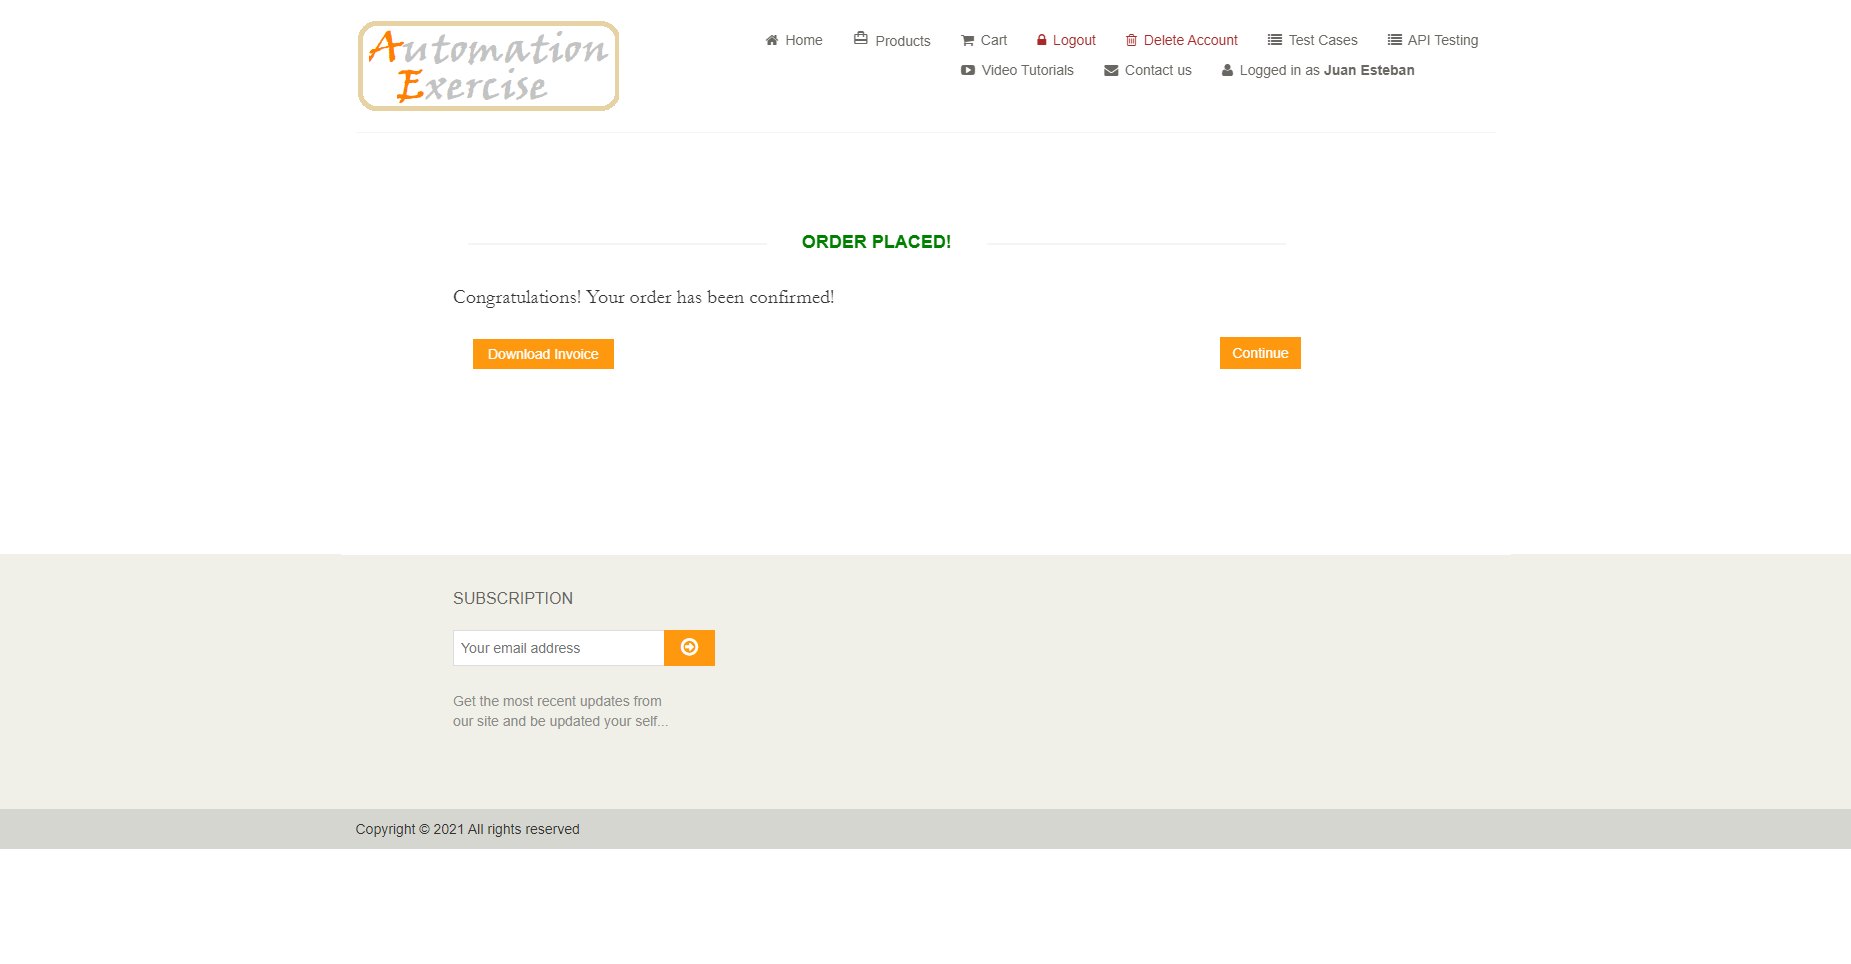 Automation
Exercise
Home Products Cart Logout Delete Account Test Cases API Testing
Video Tutorials Contact us Logged in as Juan Esteban
ORDER PLACED!
Congratulations! Your order has been confirmed!
Download Invoice Continue
SUBSCRIPTION
Your email address
Get the most recent updates from
our site and be updated your self...
Copyright © 2021 All rights reserved